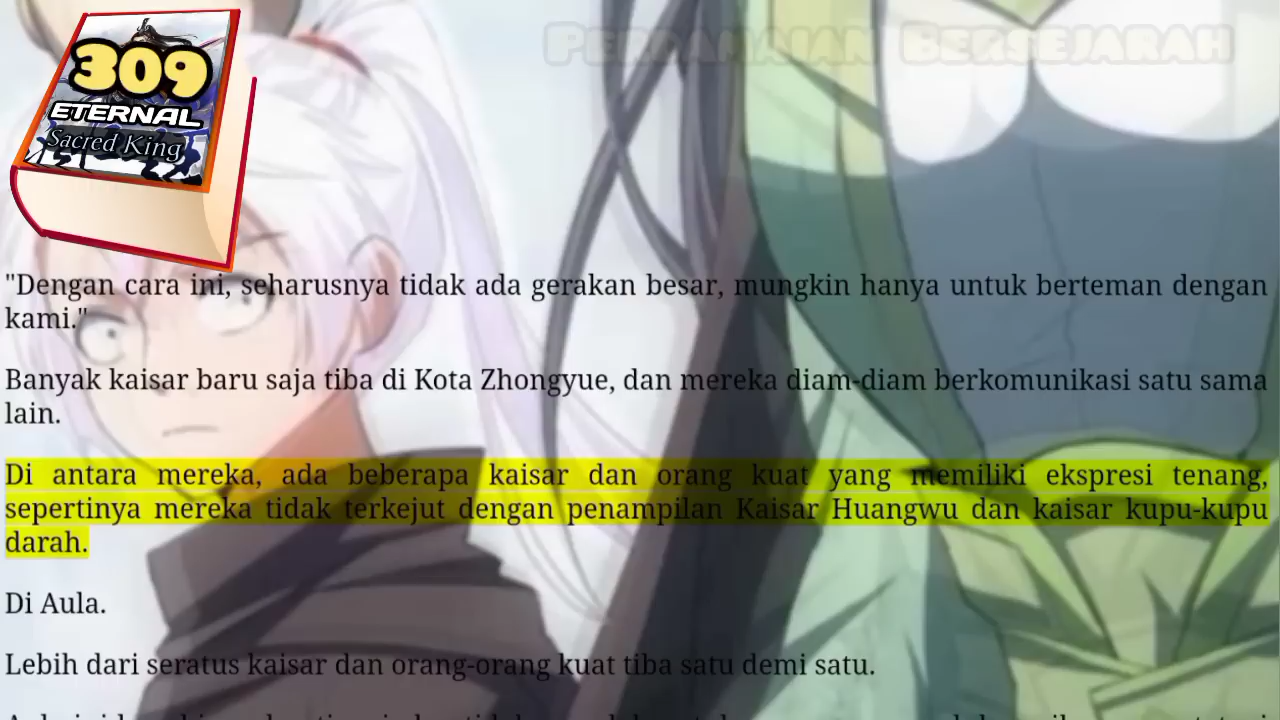 Perdamaian Bersejarah
309
ETERNAL
Sacred King
"Dengan cara ini, seharusnya tidak ada gerakan besar, mungkin hanya untuk berteman dengan
kami."
Banyak kaisar baru saja tiba di Kota Zhongyue, dan mereka diam-diam berkomunikasi satu sama
lain.
Di antara mereka, ada beberapa kaisar dan orang kuat yang memiliki ekspresi tenang,
sepertinya mereka tidak terkejut dengan penampilan Kaisar Huangwu dan kaisar kupu-kupu
darah.
Di Aula.
Lebih dari seratus kaisar dan orang-orang kuat tiba satu demi satu.